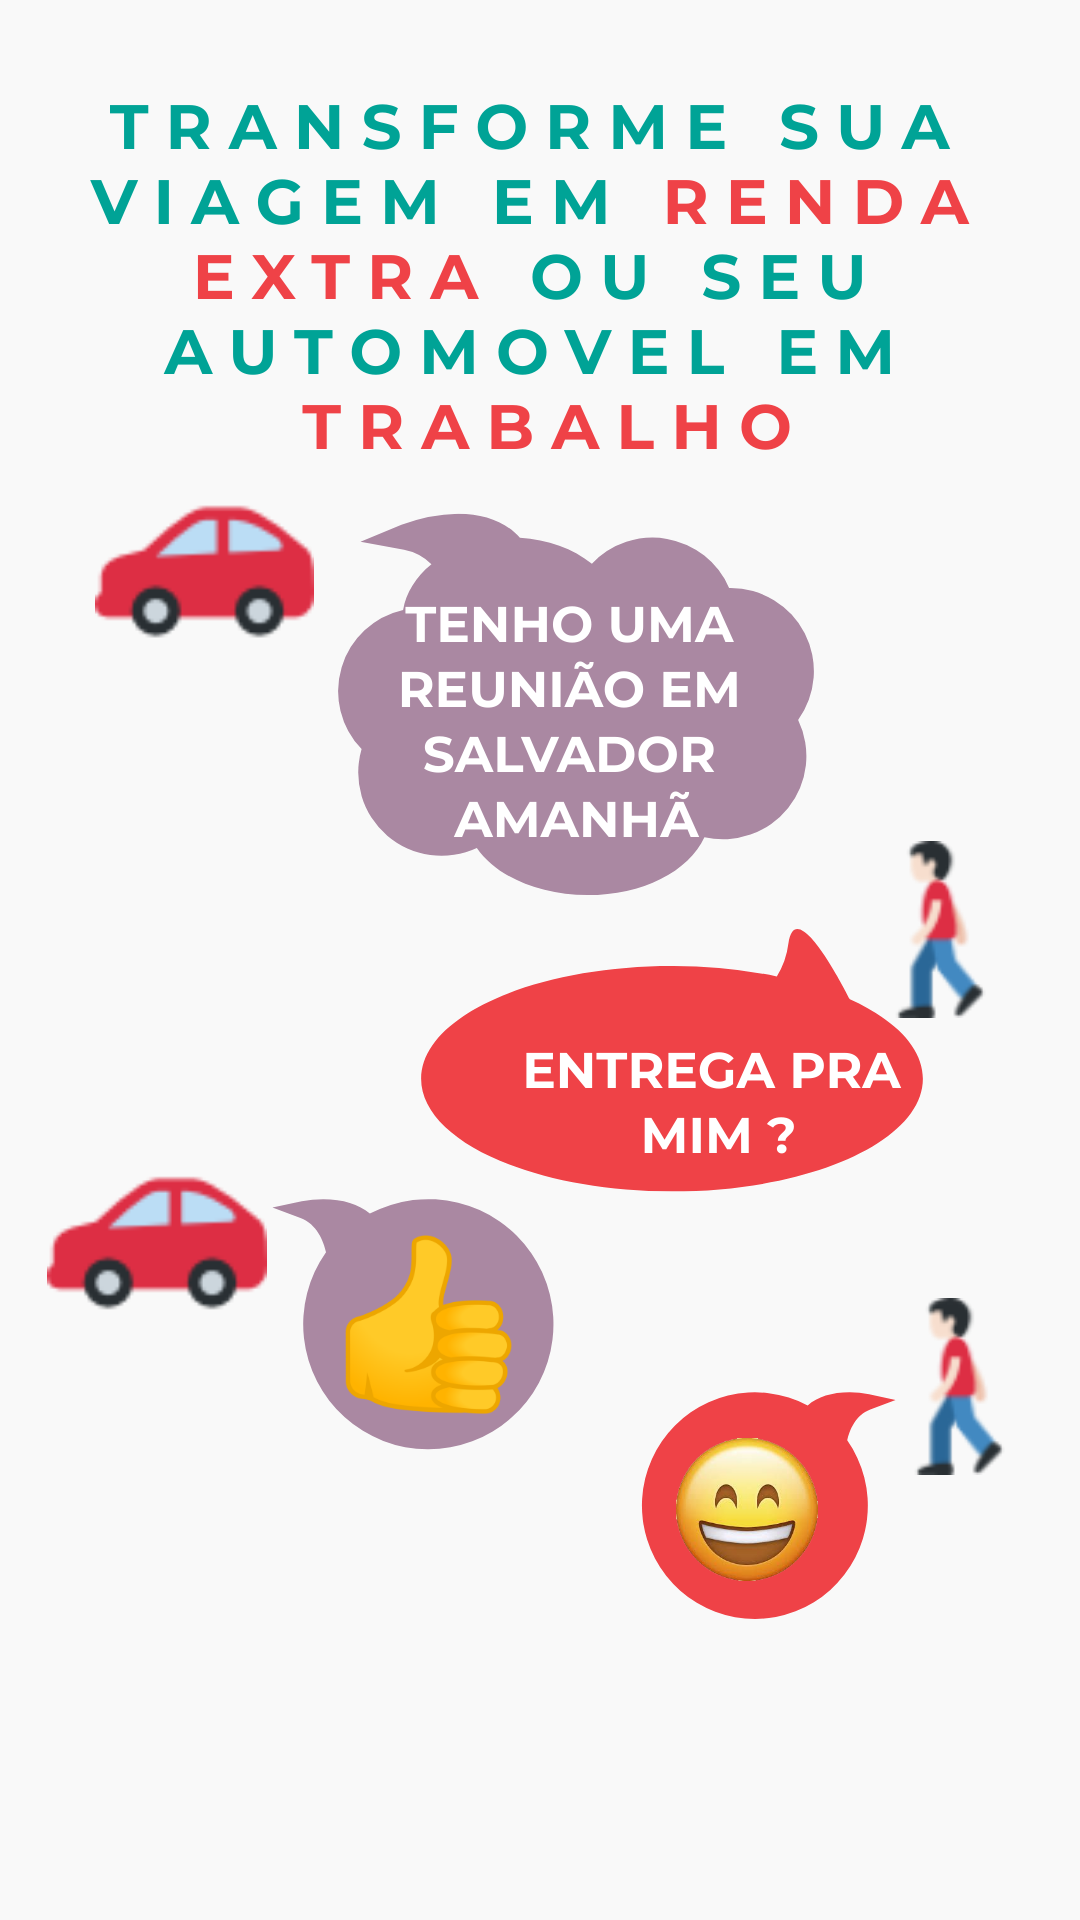 TRANSFORME SUA
VIAGEM EM RENDA
EXTRA OU SEU
AUTOMOVEL EM
TRABALHO
TENHO UMA
REUNIÃO EM
SALVADOR
AMANHÃ
ENTREGA PRA
MIM ?